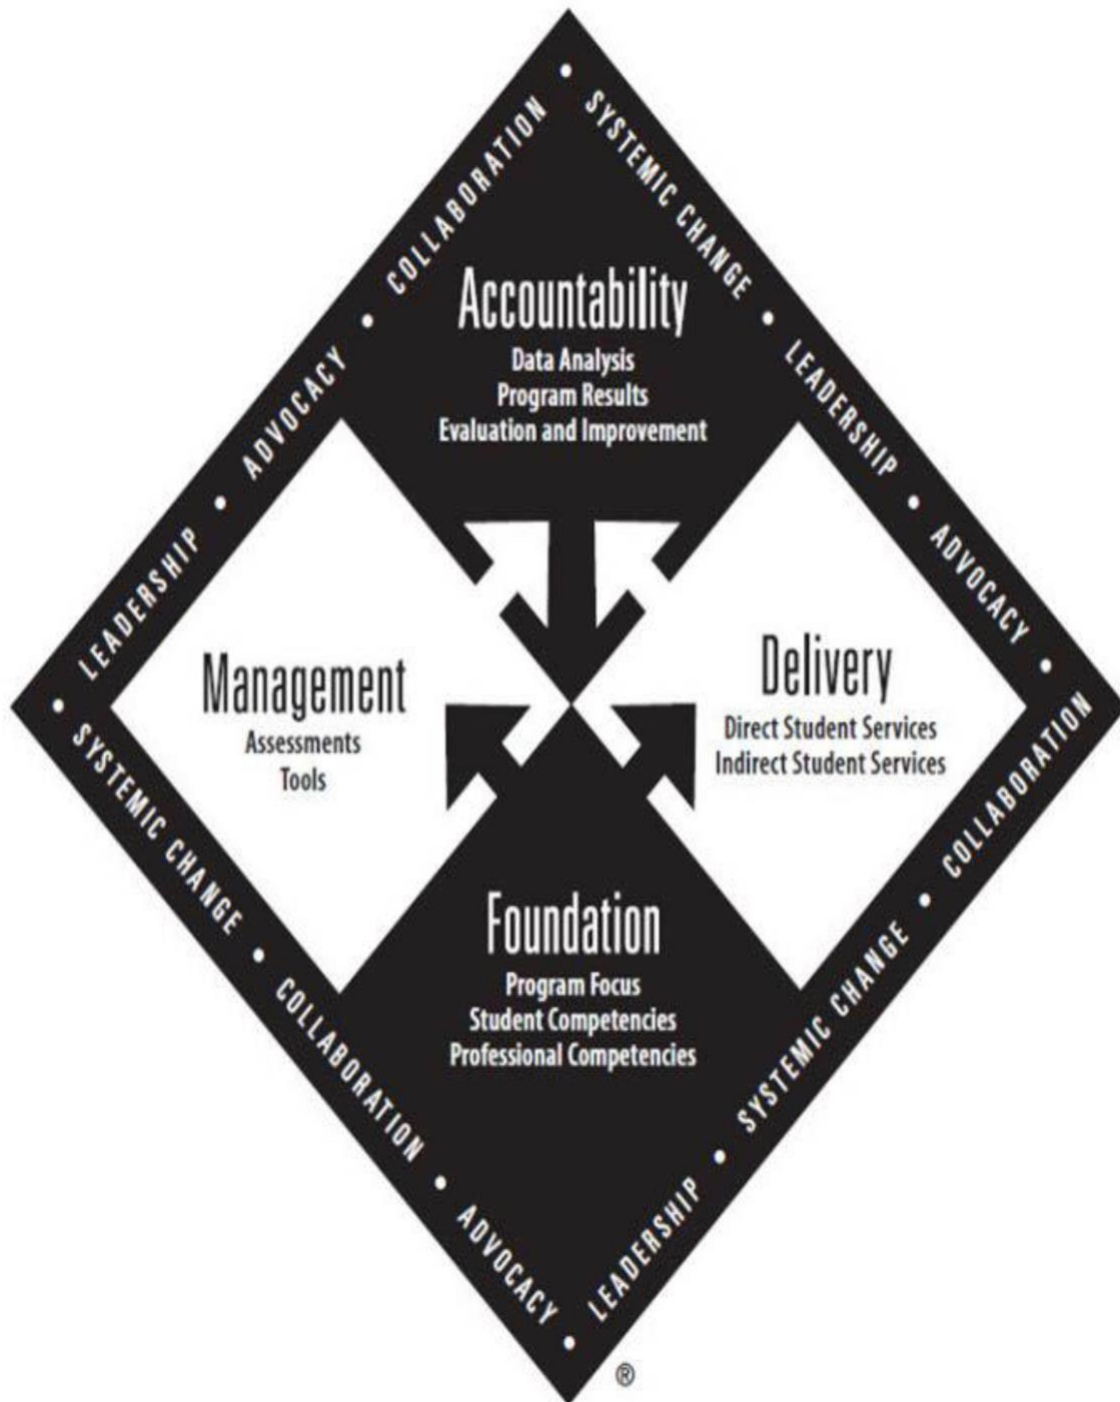 COLLABORATION • SYSTEMIC CHANGE
LEADERSHIP • ADVOCACY •
• LEADERSHIP • ADVOCACY •
Accountability
Data Analysis
Program Results
Evaluation and Improvement
Management
Assessments
Tools
Delivery
Direct Student Services
Indirect Student Services
Foundation
Program Focus
Student Competencies
Professional Competencies
• SYSTEMIC CHANGE • COLLABORATION • ADVOCACY •
LEADERSHIP • SYSTEMIC CHANGE • COLLABORATION
®